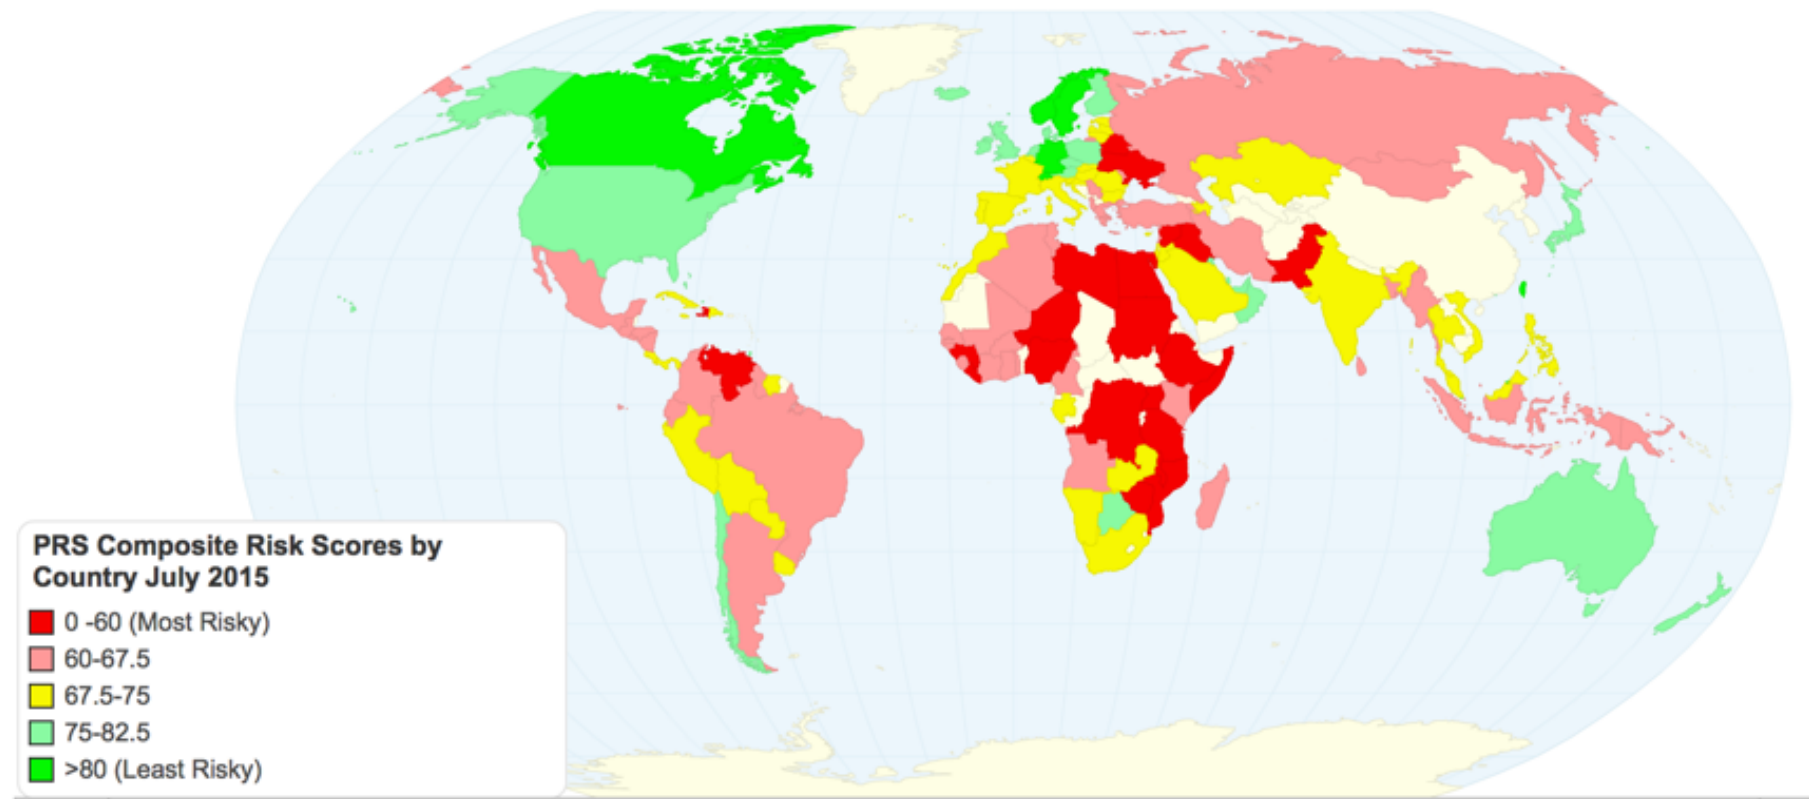 PRS Composite Risk Scores by
Country July 2015
0 -60 (Most Risky)
60-67.5
67.5-75
75-82.5
>80 (Least Risky)